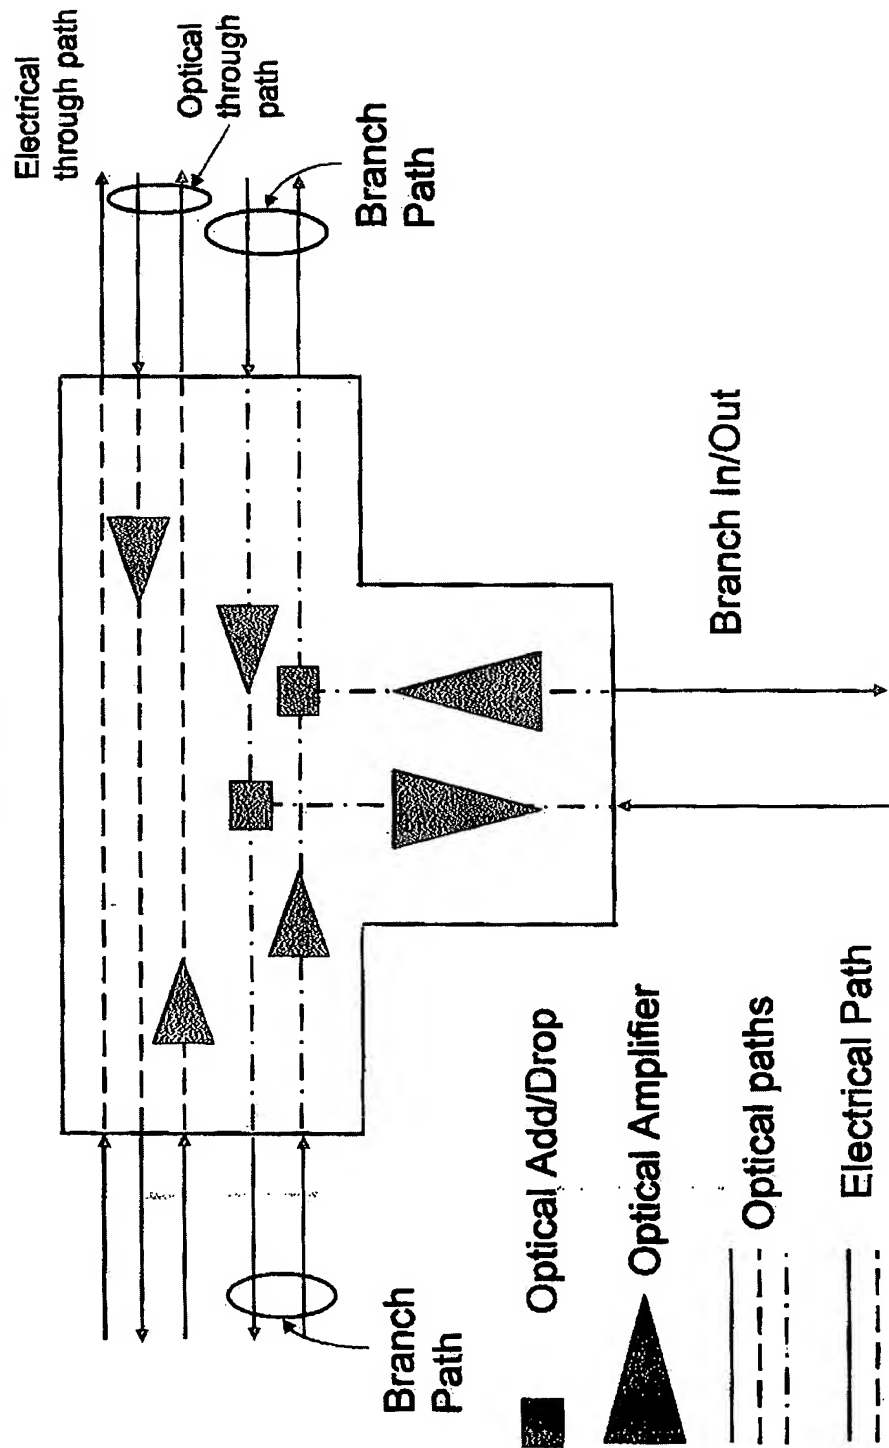 Electrical
through path
Optical
through
path
Branch
Path
Branch In/Out
Branch
Path
Optical Add/Drop
Optical Amplifier
Optical paths
Electrical Path